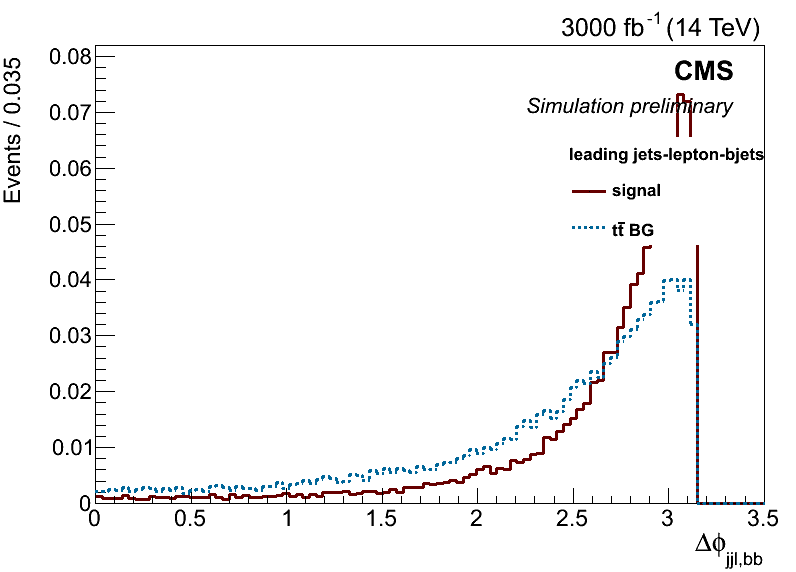 3000 fb-1 (14 TeV)
CMS
Simulation preliminary
leading jets-lepton-bjets
signal
tt̄ BG
Events / 0.035
0.08
0.07
0.06
0.05
0.04
0.03
0.02
0.01
0
0 0.5 1 1.5 2 2.5 3 3.5
Δϕjjl,bb